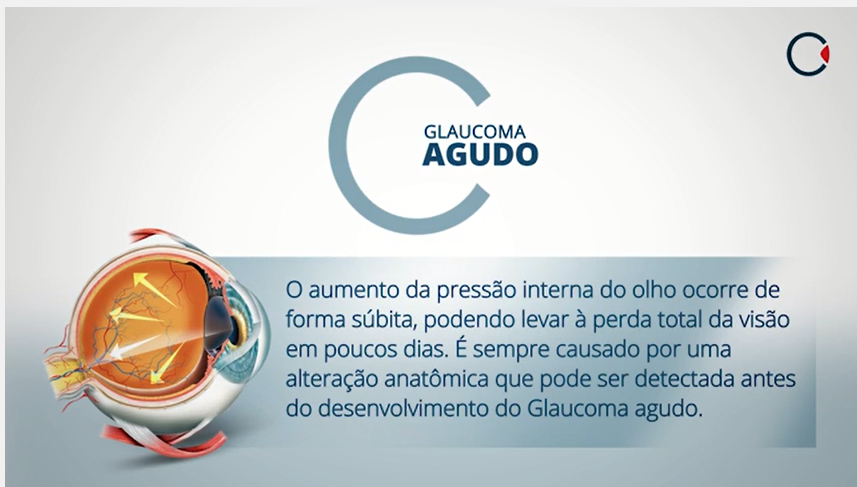 GLAUCOMA
AGUDO
O aumento da pressão interna do olho ocorre de
forma súbita, podendo levar à perda total da visão
em poucos dias. É sempre causado por uma
alteração anatômica que pode ser detectada antes
do desenvolvimento do Glaucoma agudo.